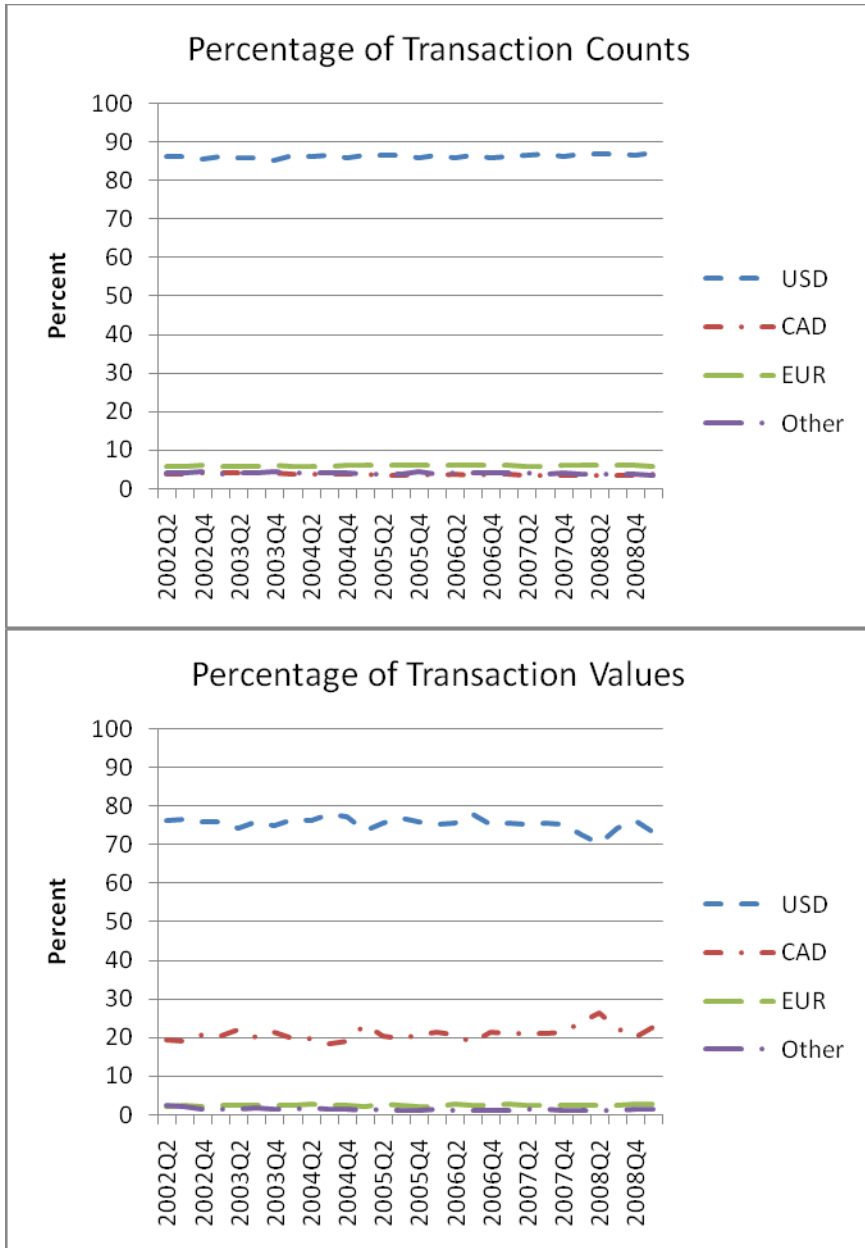 Percentage of Transaction Counts
100
90
80
70
60
50
40
30
20
10
0
Percent
2002Q2
2002Q4
2003Q2
2003Q4
2004Q2
2004Q4
2005Q2
2005Q4
2006Q2
2006Q4
2007Q2
2007Q4
2008Q2
2008Q4
USD
CAD
EUR
Other
Percentage of Transaction Values
100
90
80
70
60
50
40
30
20
10
0
Percent
2002Q2
2002Q4
2003Q2
2003Q4
2004Q2
2004Q4
2005Q2
2005Q4
2006Q2
2006Q4
2007Q2
2007Q4
2008Q2
2008Q4
USD
CAD
EUR
Other